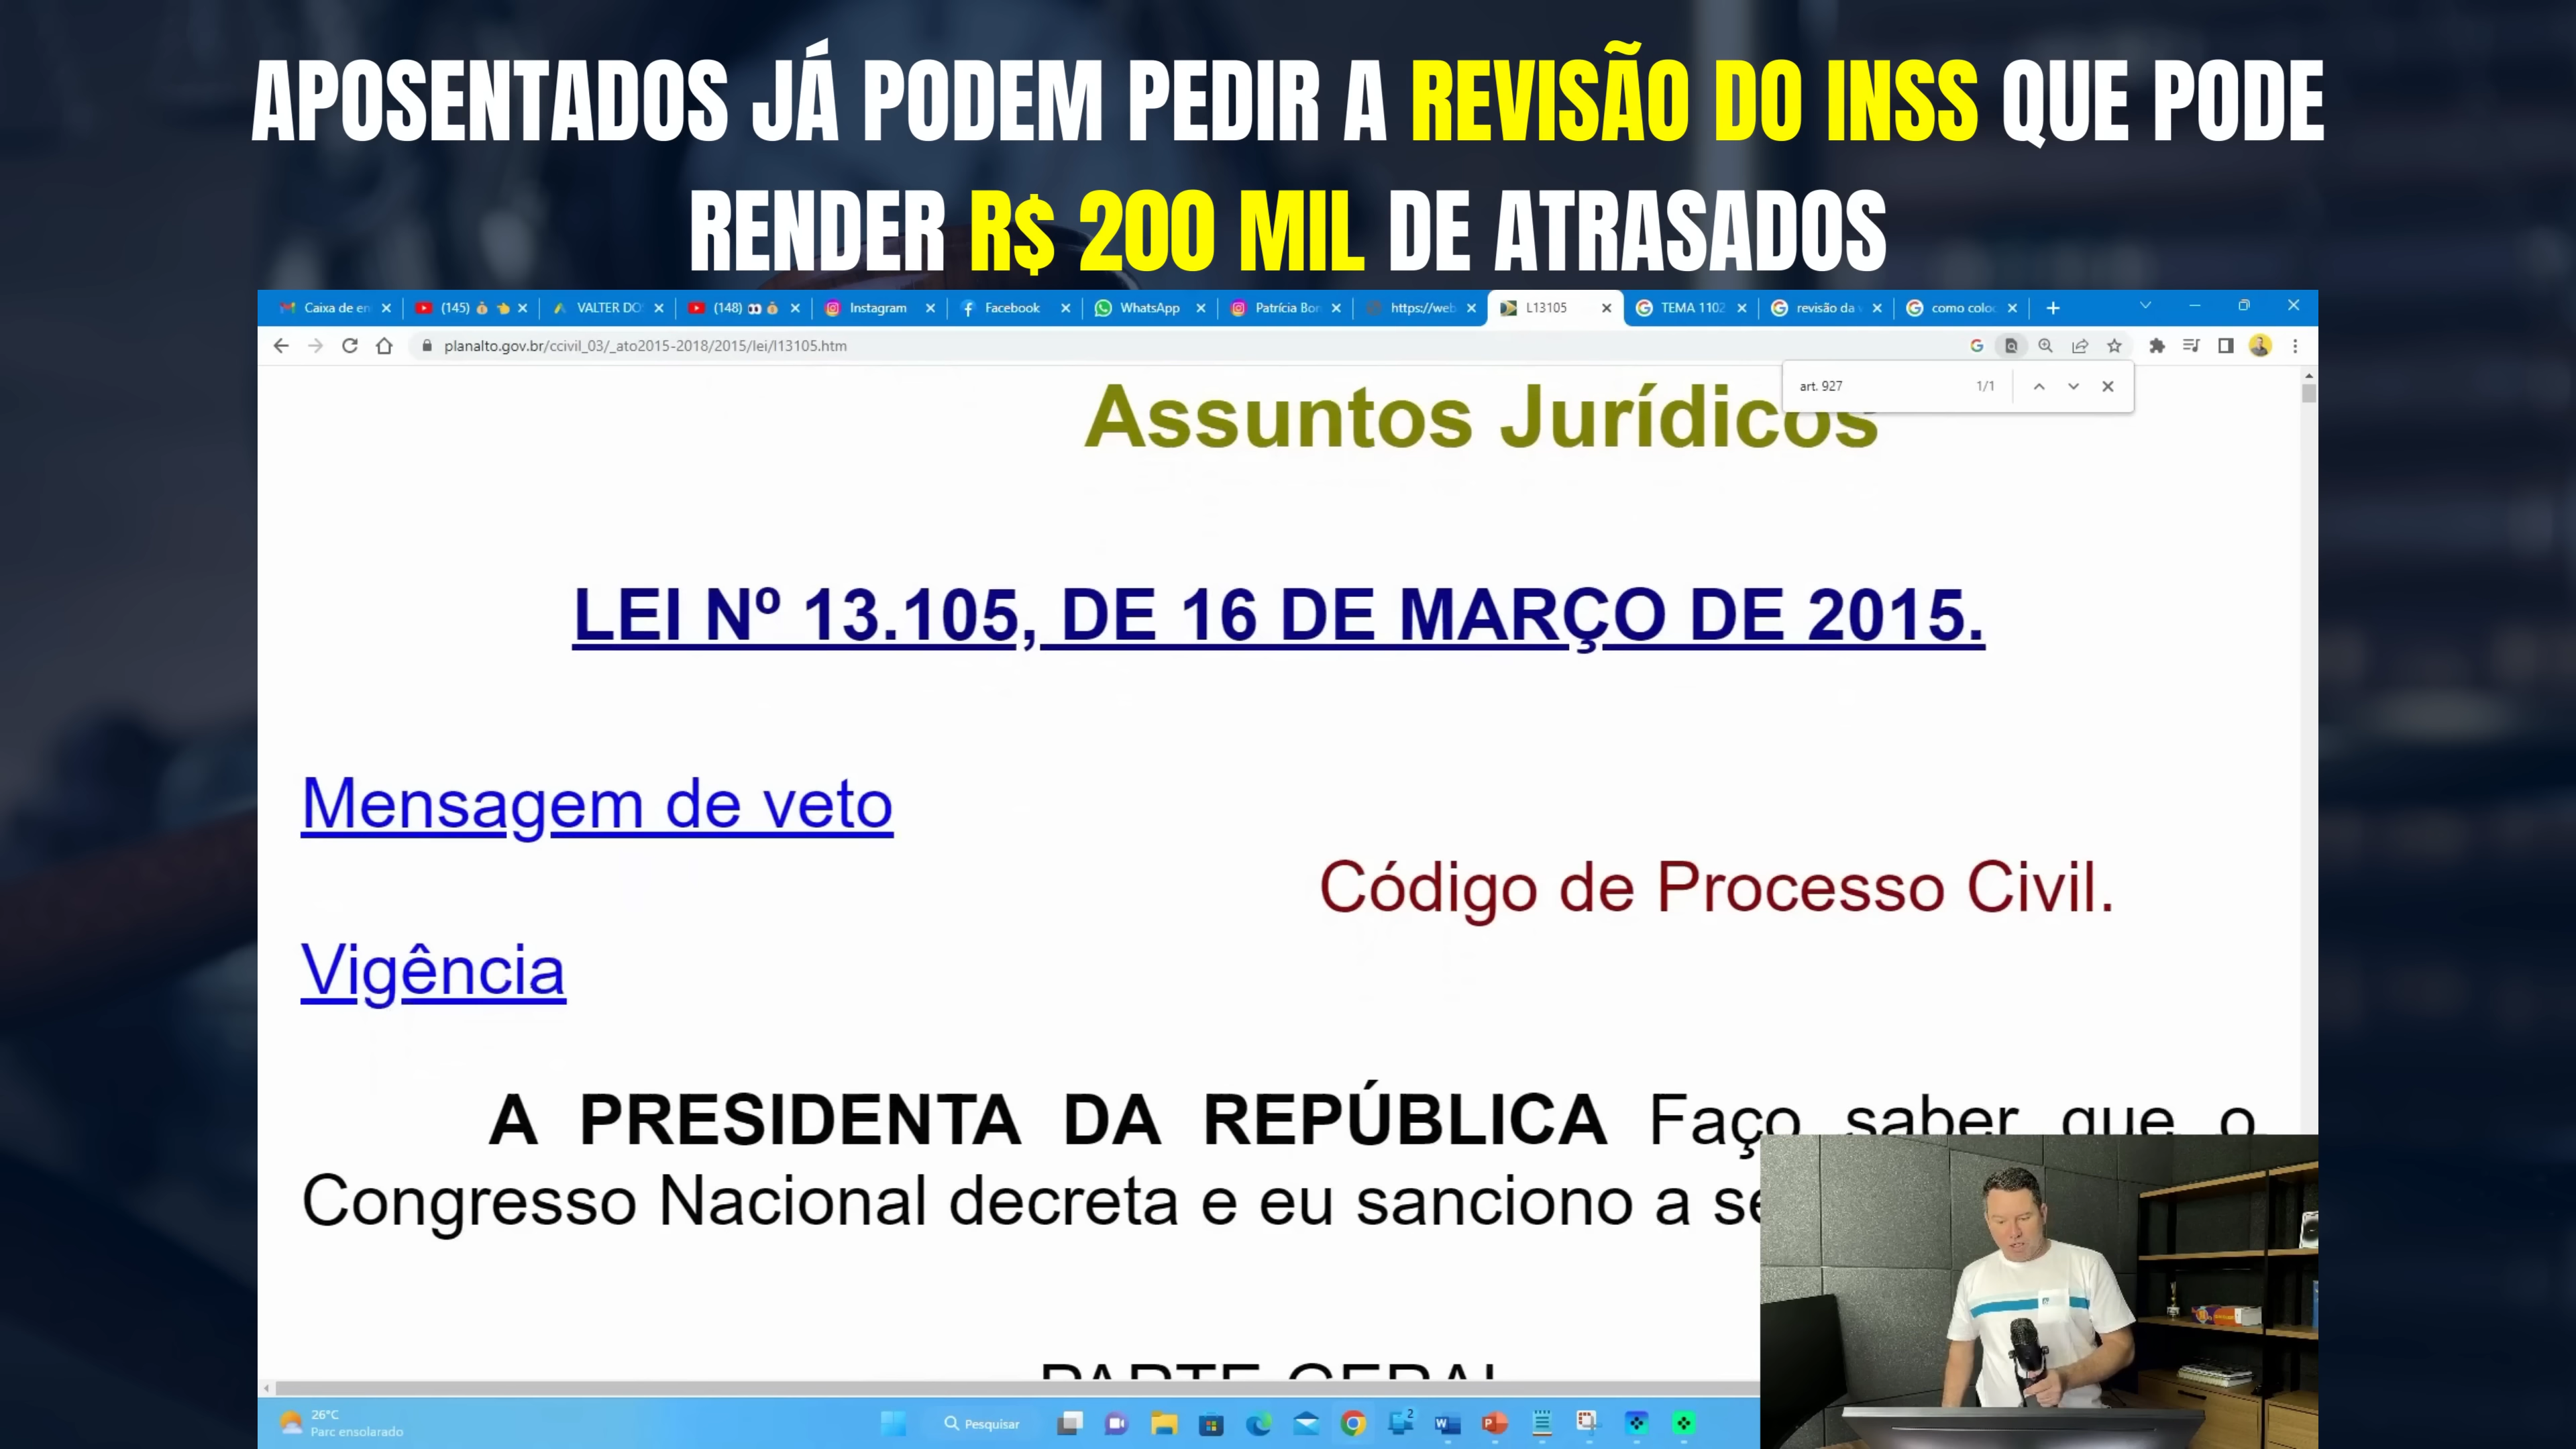 APOSENTADOS JÁ PODEM PEDIR A REVISÃO DO INSS QUE PODE
RENDER R$ 200 MIL DE ATRASADOS
Caixa de en
(145)
VALTER DO
(148)
Instagram
Facebook
WhatsApp
Patrícia Bor
https://web
L13105
TEMA 1102
revisão da
como coloc
planalto.gov.br/ccivil_03/_ato2015-2018/2015/lei/l13105.htm
art. 927 1/1
Assuntos Jurídicos
LEI Nº 13.105, DE 16 DE MARÇO DE 2015.
Mensagem de veto
Código de Processo Civil.
Vigência
A PRESIDENTA DA REPÚBLICA Faço saber que o
Congresso Nacional decreta e eu sanciono a se
PARTE GERAL
26°C
Parc ensolarado
Pesquisar
2